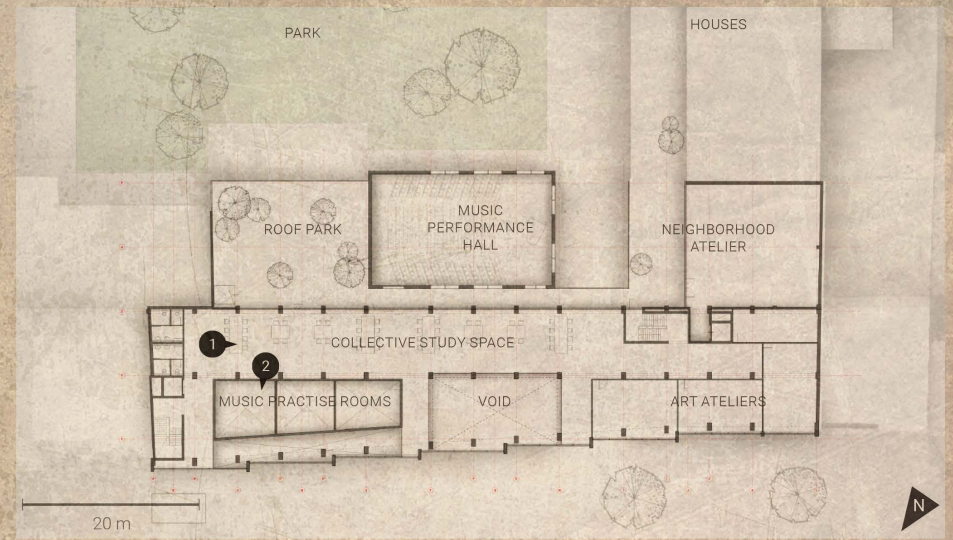 PARK
HOUSES
MUSIC
PERFORMANCE
HALL
ROOF PARK
NEIGHBORHOOD
ATELIER
1
COLLECTIVE STUDY SPACE
2
MUSIC PRACTISE ROOMS
VOID
ART ATELIERS
20 m
N